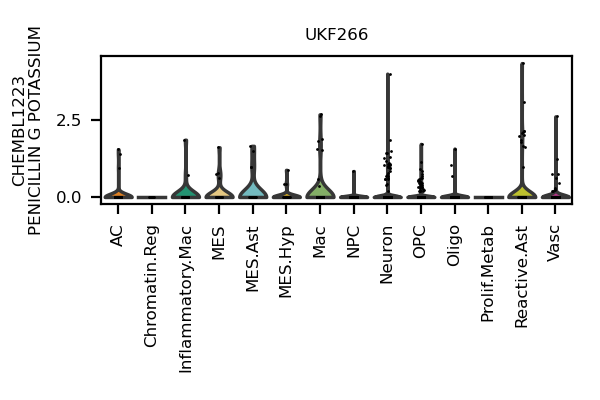 UKF266
CHEMBL1223
PENICILLIN G POTASSIUM
2.5
0.0
AC
Chromatin.Reg
Inflammatory.Mac
MES
MES.Ast
MES.Hyp
Mac
NPC
Neuron
OPC
Oligo
Prolif.Metab
Reactive.Ast
Vasc